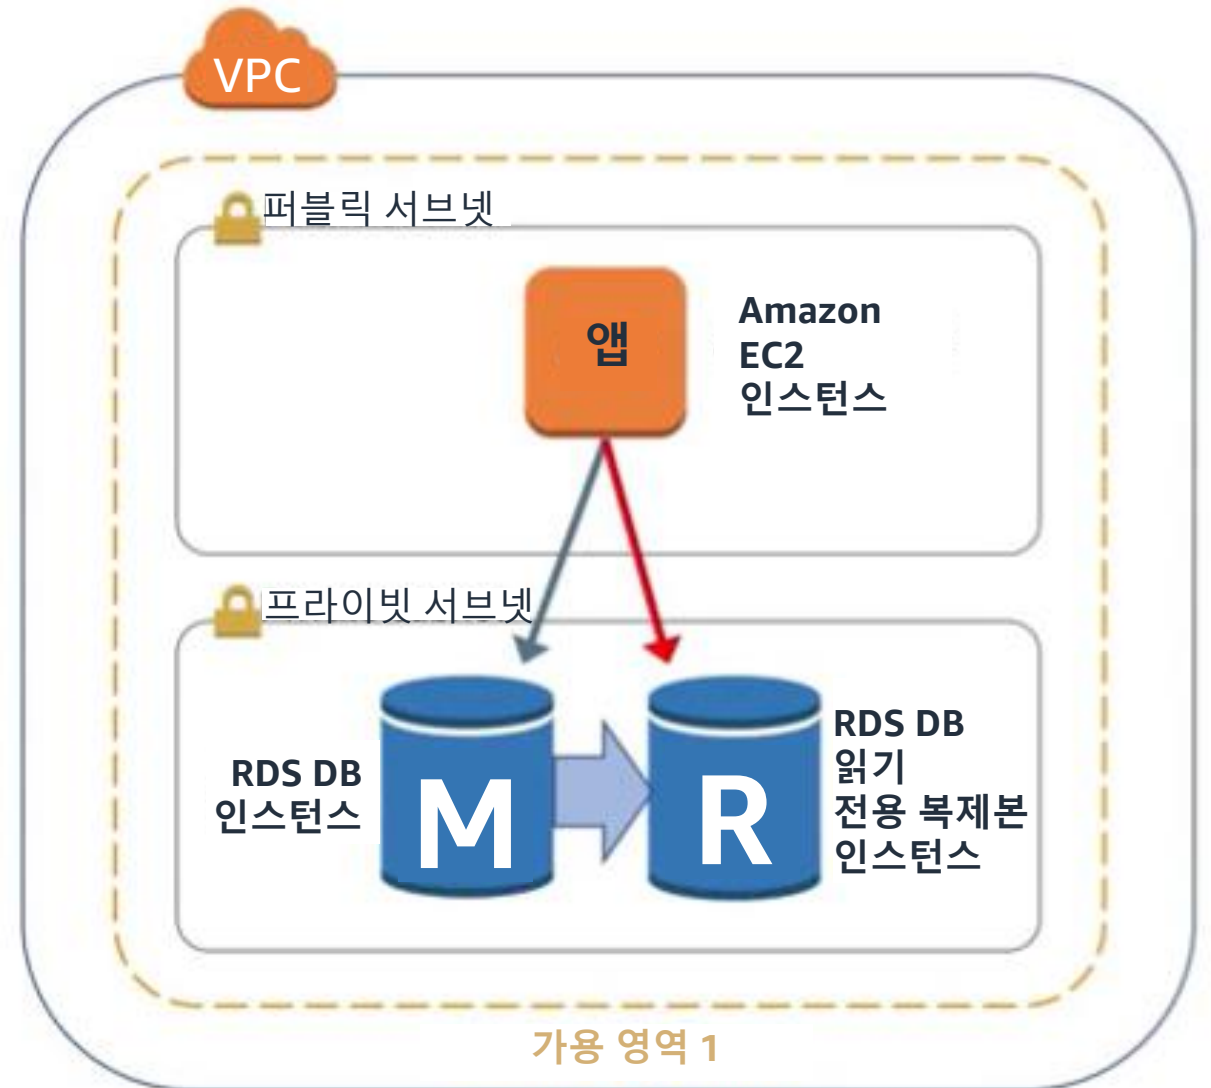 VPC
퍼블릭 서브넷
앱
Amazon
EC2
인스턴스
프라이빗 서브넷
RDS DB
인스턴스
M
R
RDS DB
읽기
전용 복제본
인스턴스
가용 영역 1